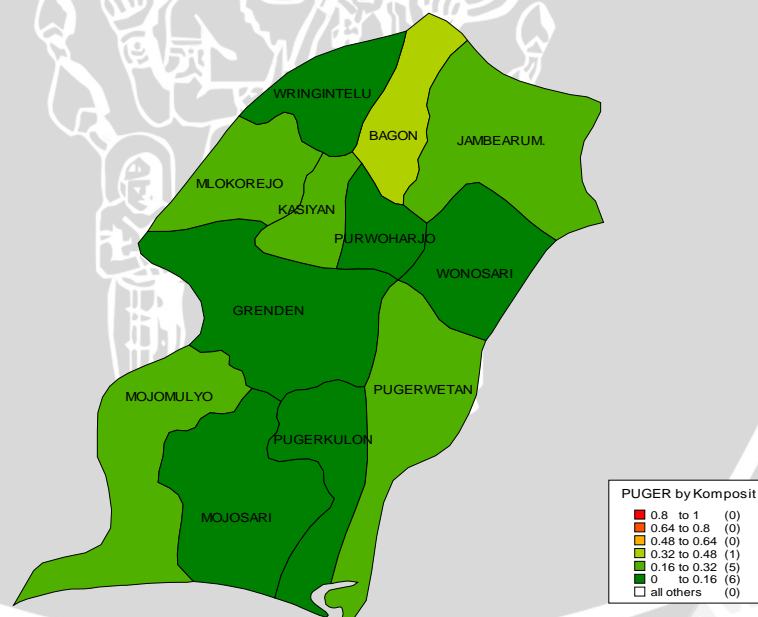 WRINGINTELU
BAGON
JAMBEARUM.
MLOKOREJO
KASIYAN
PURWOHARJO
WONOSARI
GRENDEN
PUGERWETAN
MOJOMULYO
PUGERKULON
MOJOSARI
PUGER by Komposit
0.8 to 1 (0)
0.64 to 0.8 (0)
0.48 to 0.64 (0)
0.32 to 0.48 (1)
0.16 to 0.32 (5)
0 to 0.16 (6)
all others (0)